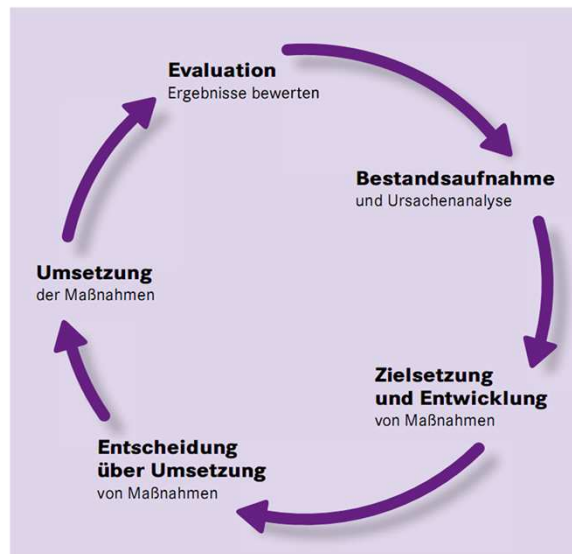 Evaluation
Ergebnisse bewerten
Bestandsaufnahme
und Ursachenanalyse
Zielsetzung
und Entwicklung
von Maßnahmen
Entscheidung
über Umsetzung
von Maßnahmen
Umsetzung
der Maßnahmen